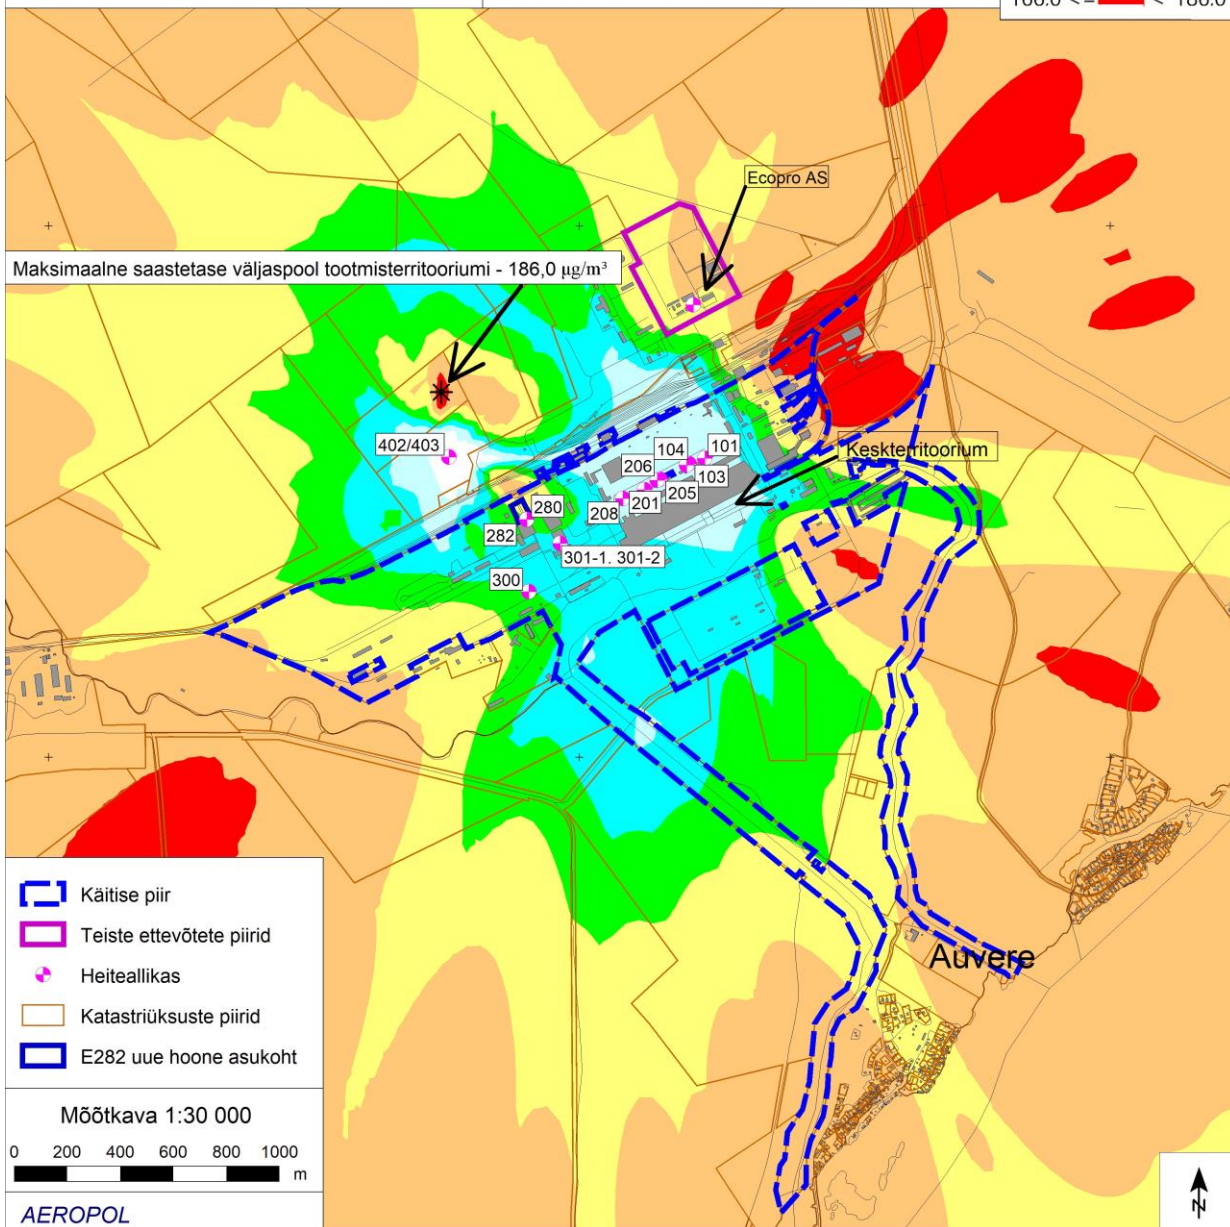 166.0 <= < 186.0
Ecopro AS
Maksimaalne saastetase väljaspool tootmisterritooriumi - 186,0 µg/m³
402/403
104
101
Keskterritoorium
206
103
205
201
208
280
282
301-1. 301-2
300
Käitise piir
Teiste ettevõtete piirid
Heiteallikas
Katastriüksuste piirid
E282 uue hoone asukoht
Auvere
Mõõtkava 1:30 000
0 200 400 600 800 1000
m
AEROPOL
N